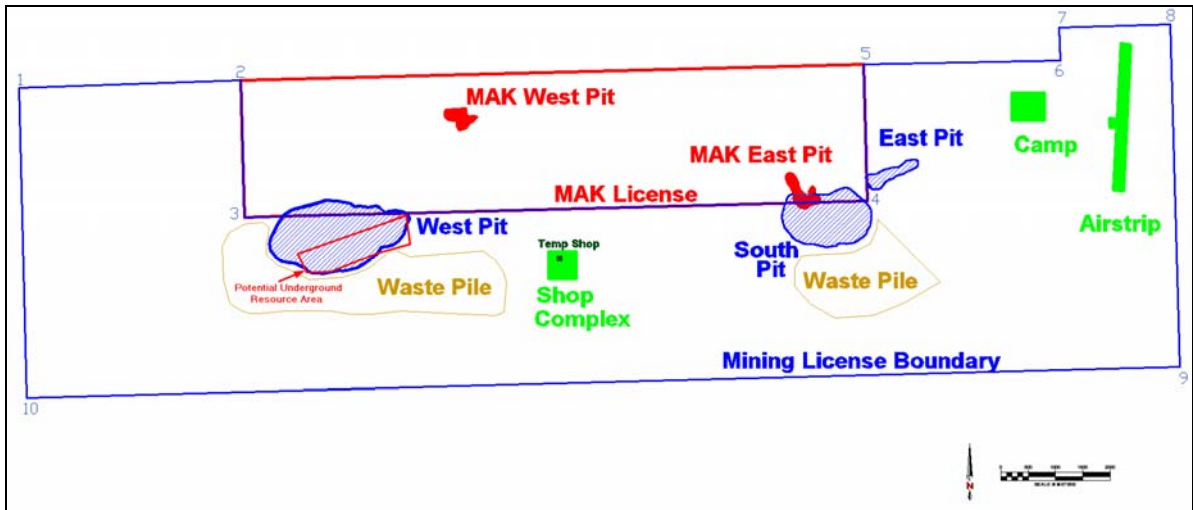 7
8
5
6
1
2
MAK West Pit
MAK East Pit
East Pit
Camp
MAK License
4
3
West Pit
Airstrip
Temp Shop
South
Pit
Potential Underground
Resource Area
Waste Pile
Shop
Complex
Waste Pile
Mining License Boundary
9
10
N